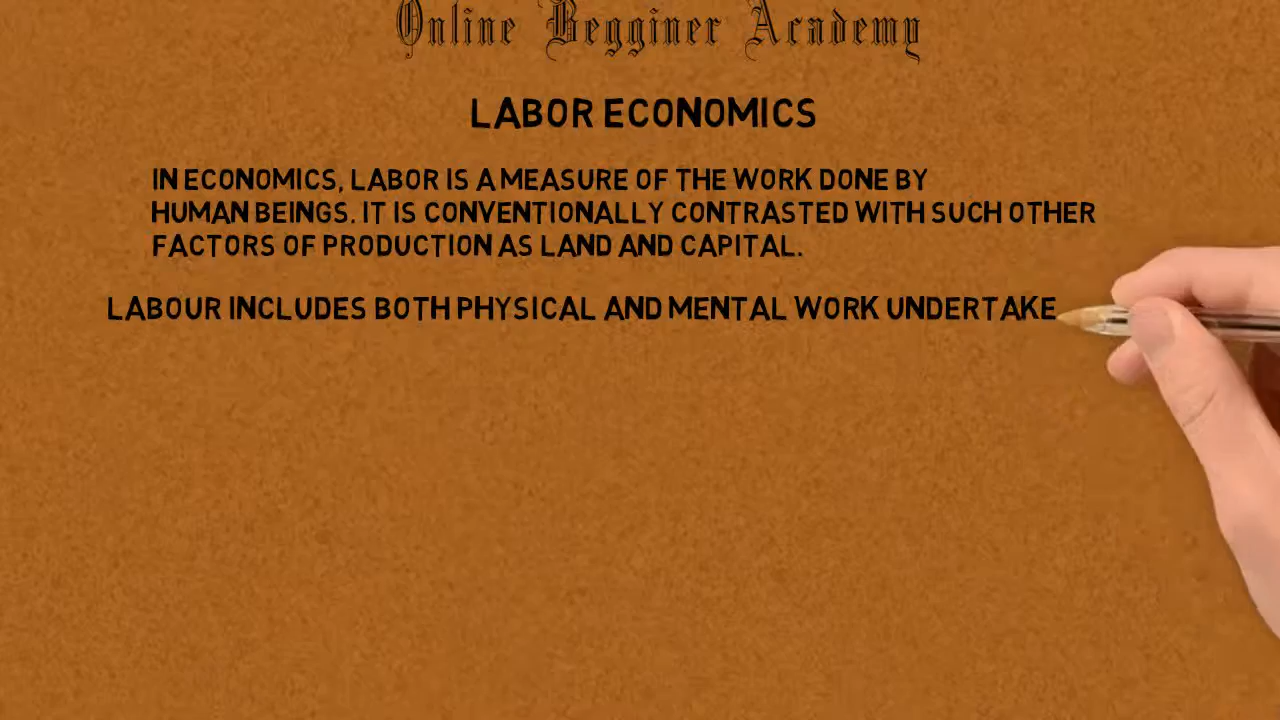 Online Begginer Academy
LABOR ECONOMICS
IN ECONOMICS, LABOR IS A MEASURE OF THE WORK DONE BY
HUMAN BEINGS. IT IS CONVENTIONALLY CONTRASTED WITH SUCH OTHER
FACTORS OF PRODUCTION AS LAND AND CAPITAL.
LABOUR INCLUDES BOTH PHYSICAL AND MENTAL WORK UNDERTAKE